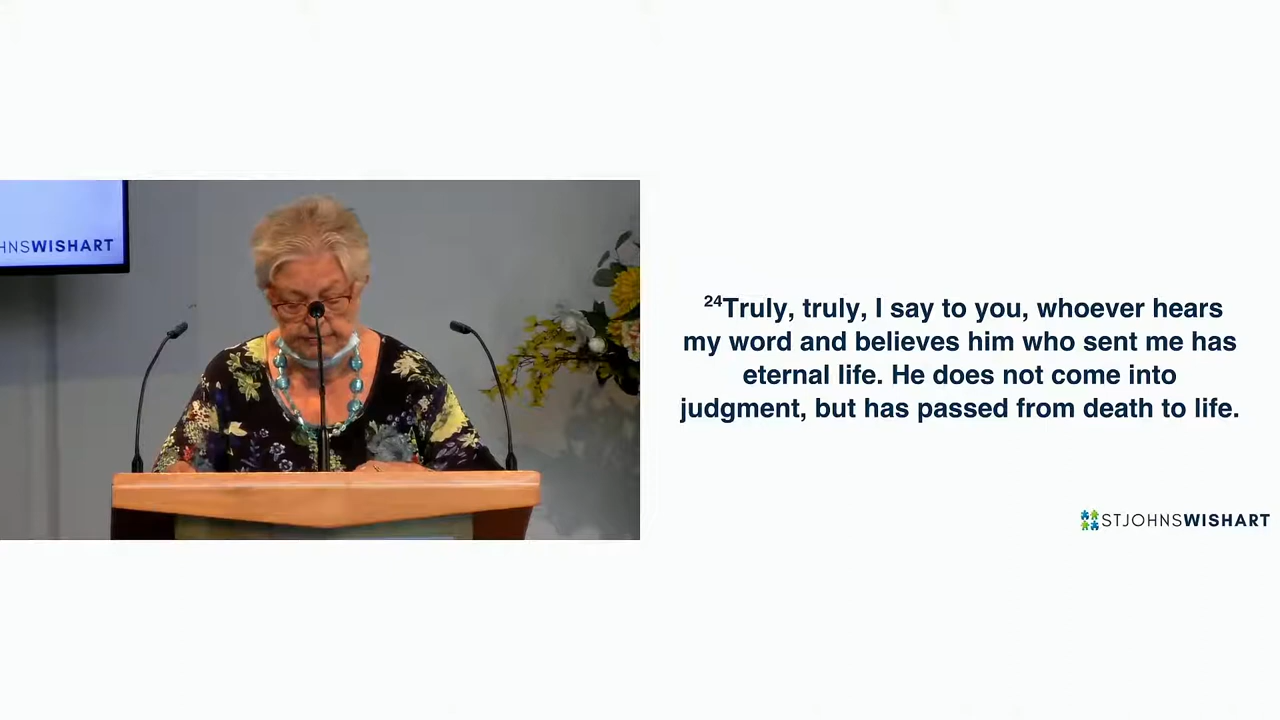 HNSWISHART
²⁴Truly, truly, I say to you, whoever hears
my word and believes him who sent me has
eternal life. He does not come into
judgment, but has passed from death to life.
STJOHNSWISHART